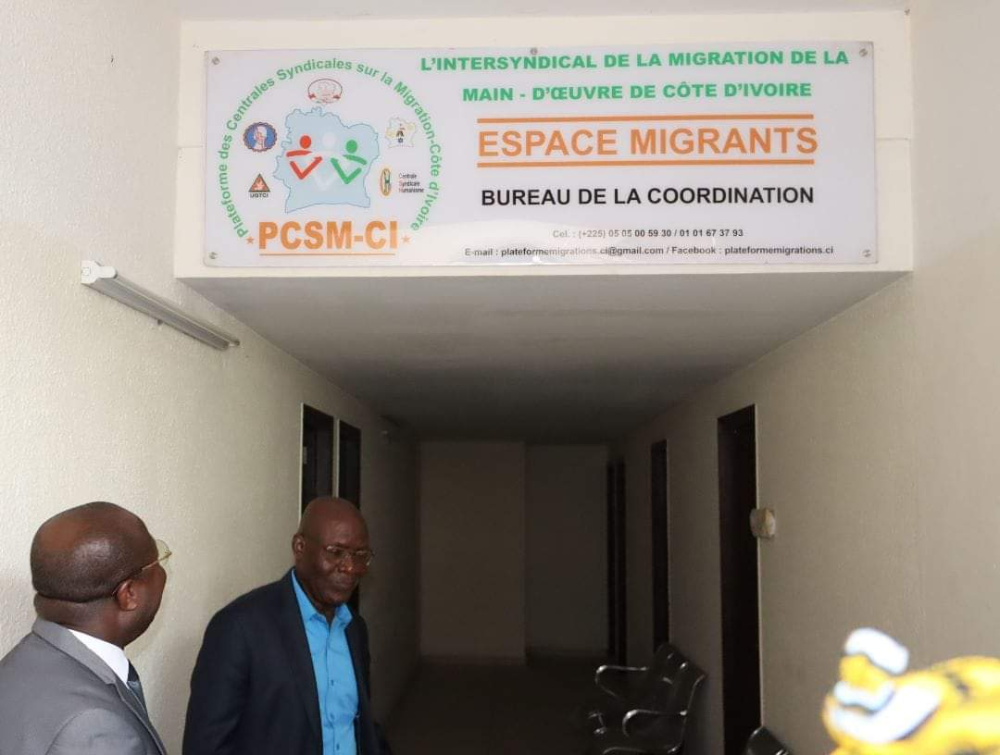 Plateforme des Centrales Syndicales sur la Migration-Côte d'Ivoire
UGTCI
Centrale
Syndicale
Humanisme
★ PCSM-CI ★
L'INTERSYNDICAL DE LA MIGRATION DE LA
MAIN - D'ŒUVRE DE CÔTE D'IVOIRE
ESPACE MIGRANTS
BUREAU DE LA COORDINATION
Cel. : (+225) 05 05 00 59 30 / 01 01 67 37 93
E-mail : plateformemigrations.ci@gmail.com / Facebook : plateformemigrations.ci